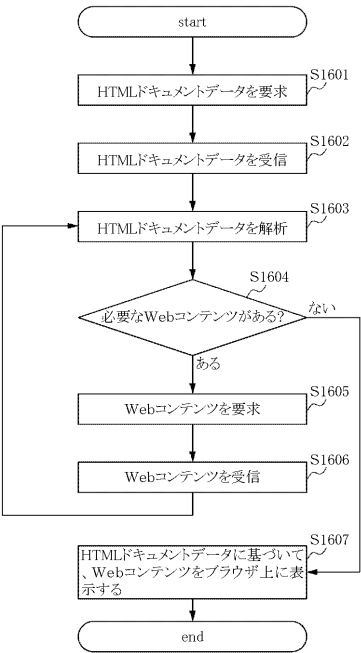 start
S1601
HTMLドキュメントデータを要求
S1602
HTMLドキュメントデータを受信
S1603
HTMLドキュメントデータを解析
S1604
必要なWebコンテンツがある?
ない
ある
S1605
Webコンテンツを要求
S1606
Webコンテンツを受信
S1607
HTMLドキュメントデータに基づいて
、Webコンテンツをブラウザ上に表
示する
end